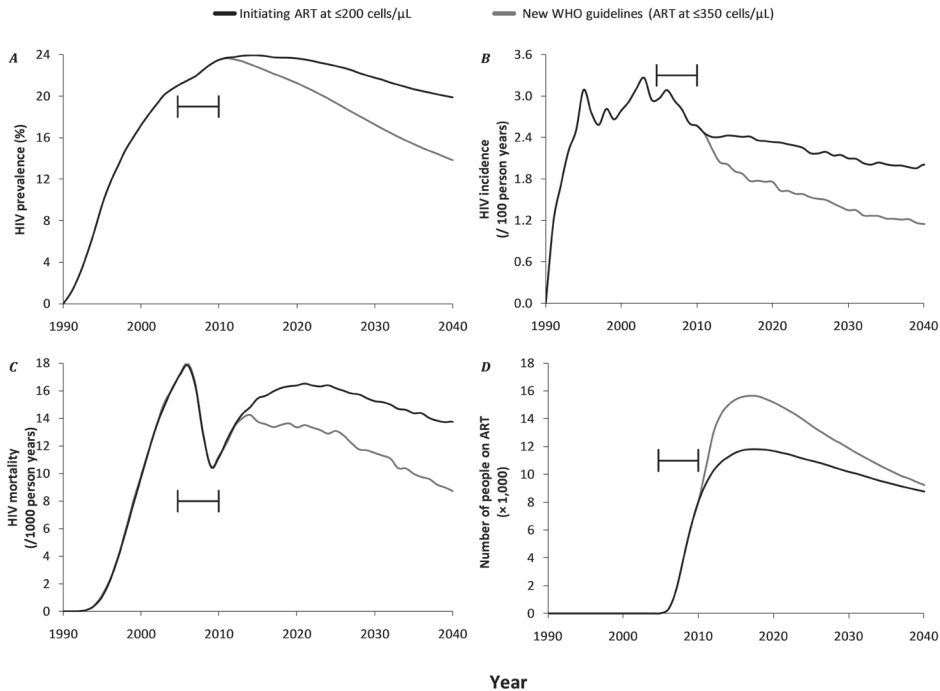 Initiating ART at ≤200 cells/µL
New WHO guidelines (ART at ≤350 cells/µL)
A
HIV prevalence (%)
24
20
16
12
8
4
0
1990 2000 2010 2020 2030 2040
B
HIV incidence
(/ 100 person years)
3.6
3.0
2.4
1.8
1.2
0.6
0.0
1990 2000 2010 2020 2030 2040
C
HIV mortality
(/1000 person years)
18
16
14
12
10
8
6
4
2
0
1990 2000 2010 2020 2030 2040
D
Number of people on ART
(× 1,000)
18
16
14
12
10
8
6
4
2
0
1990 2000 2010 2020 2030 2040
Year